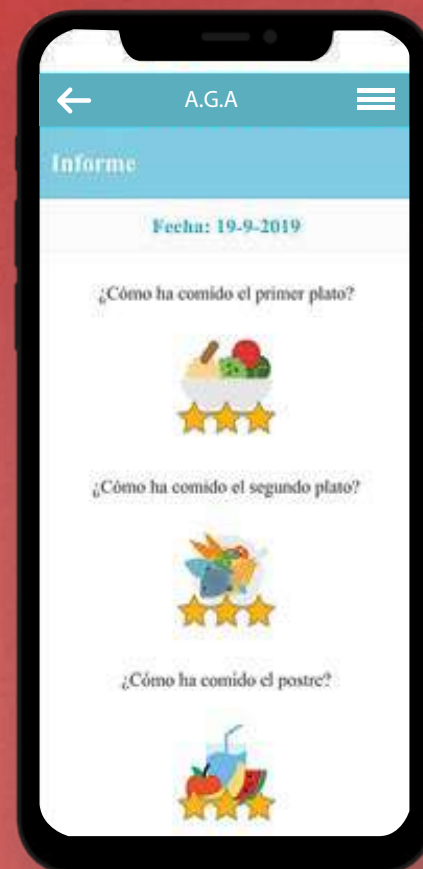 A.G.A
Informe
Fecha: 19-9-2019
¿Cómo ha comido el primer plato?
¿Cómo ha comido el segundo plato?
¿Cómo ha comido el postre?